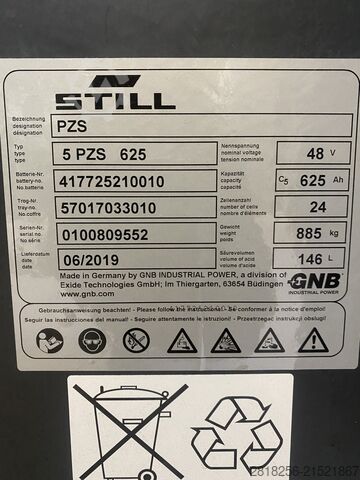 STILL
Bezeichnung
designation
désignation
PZS
Typ
type
type
5 PZS 625
Nennspannung
nominal voltage
tension nominale
48 V
Batterie-Nr.
battery-no.
No.batterie
417725210010
Kapazität
capacity
capacité
C5 625 Ah
Trog-Nr.
tray-no.
No.coffre
57017033010
Zellenanzahl
number of cells
nombre d'éléments
24
Serien-Nr.
serial-no.
No.série
0100809552
Gewicht
weight
poids
885 kg
Lieferdatum
date
date
06/2019
Säurevolumen
volume of acid
volume d'acide
146 L
Made in Germany by GNB INDUSTRIAL POWER, a division of
Exide Technologies GmbH; Im Thiergarten, 63654 Büdingen
www.gnb.com
GNB
INDUSTRIAL POWER
Gebrauchsanweisung beachten! - Please follow the instructions! - Se conformer à la notice d'emploi!
Siga las instrucciones del manual! - Seguire attentamente le istruzioni! - Przestrzegać instrukcji obsługi!
2818256-21521867